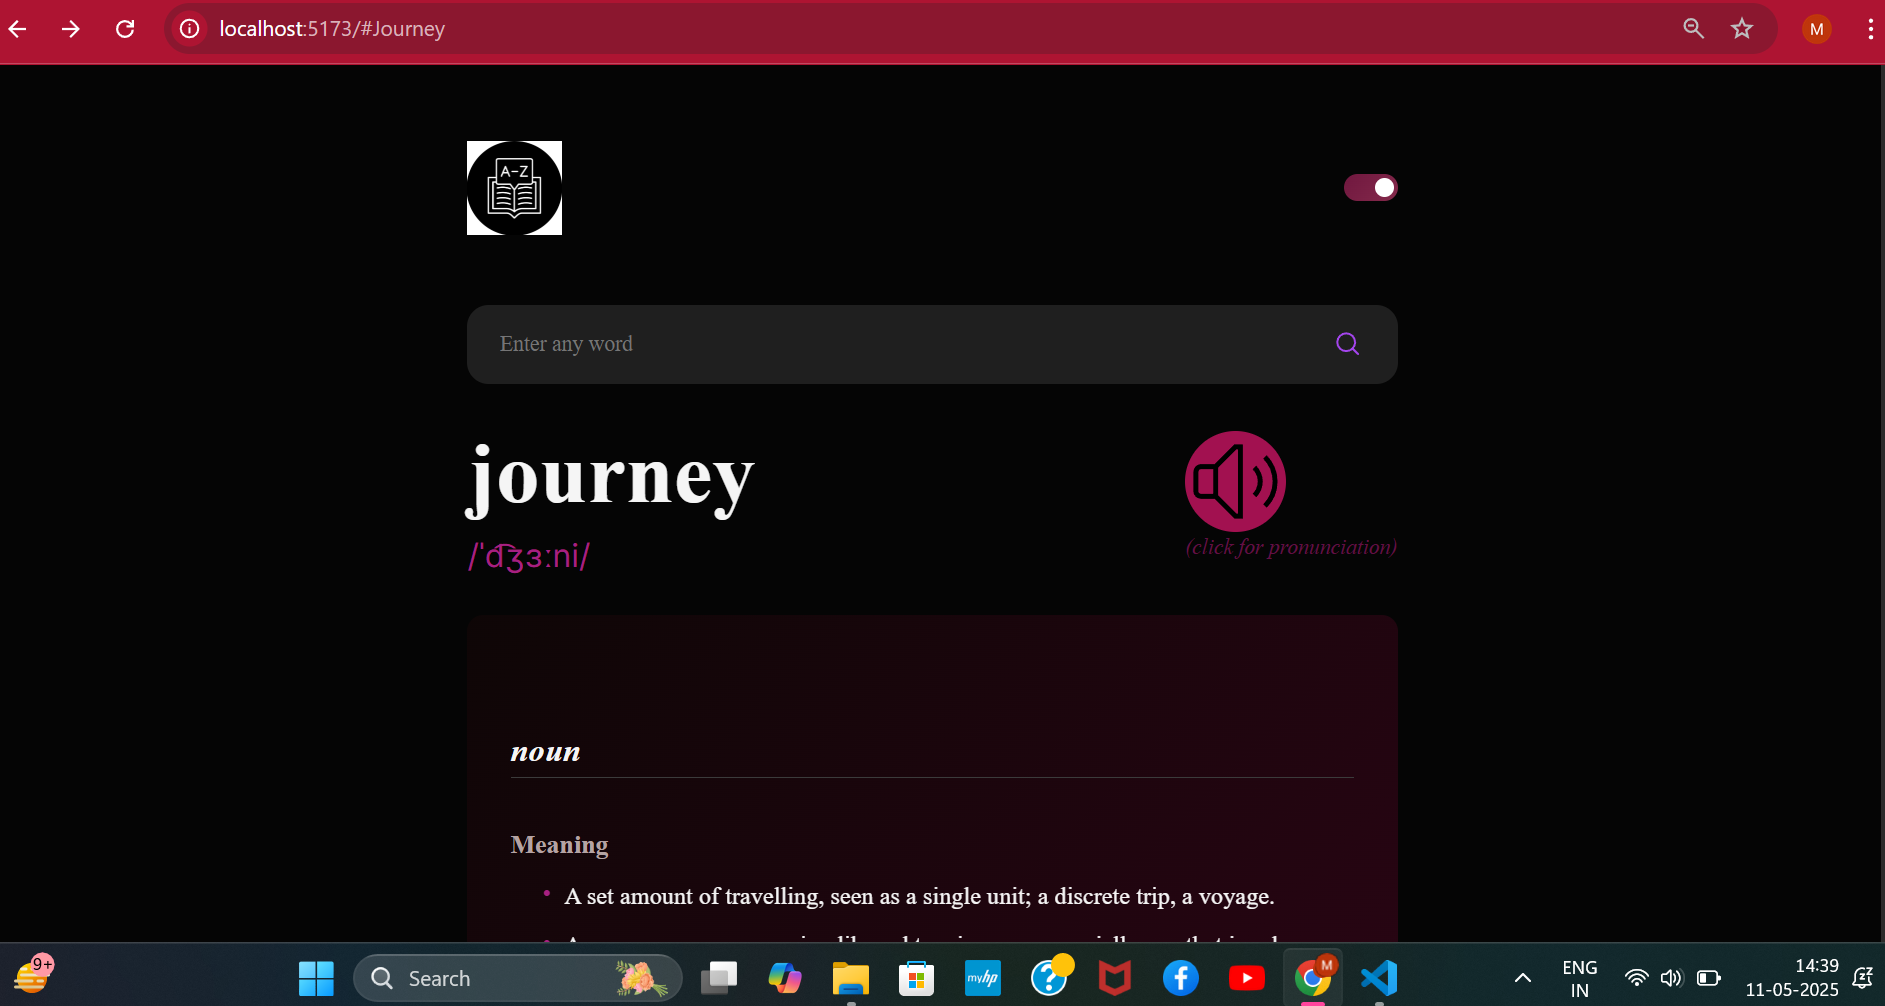 localhost:5173/#Journey
M
A-Z
Enter any word
journey
/ˈd͡ʒɜːni/
(click for pronunciation)
noun
Meaning
A set amount of travelling, seen as a single unit; a discrete trip, a voyage.
9+
Search
myhp
?
M
ENG
IN
14:39
11-05-2025